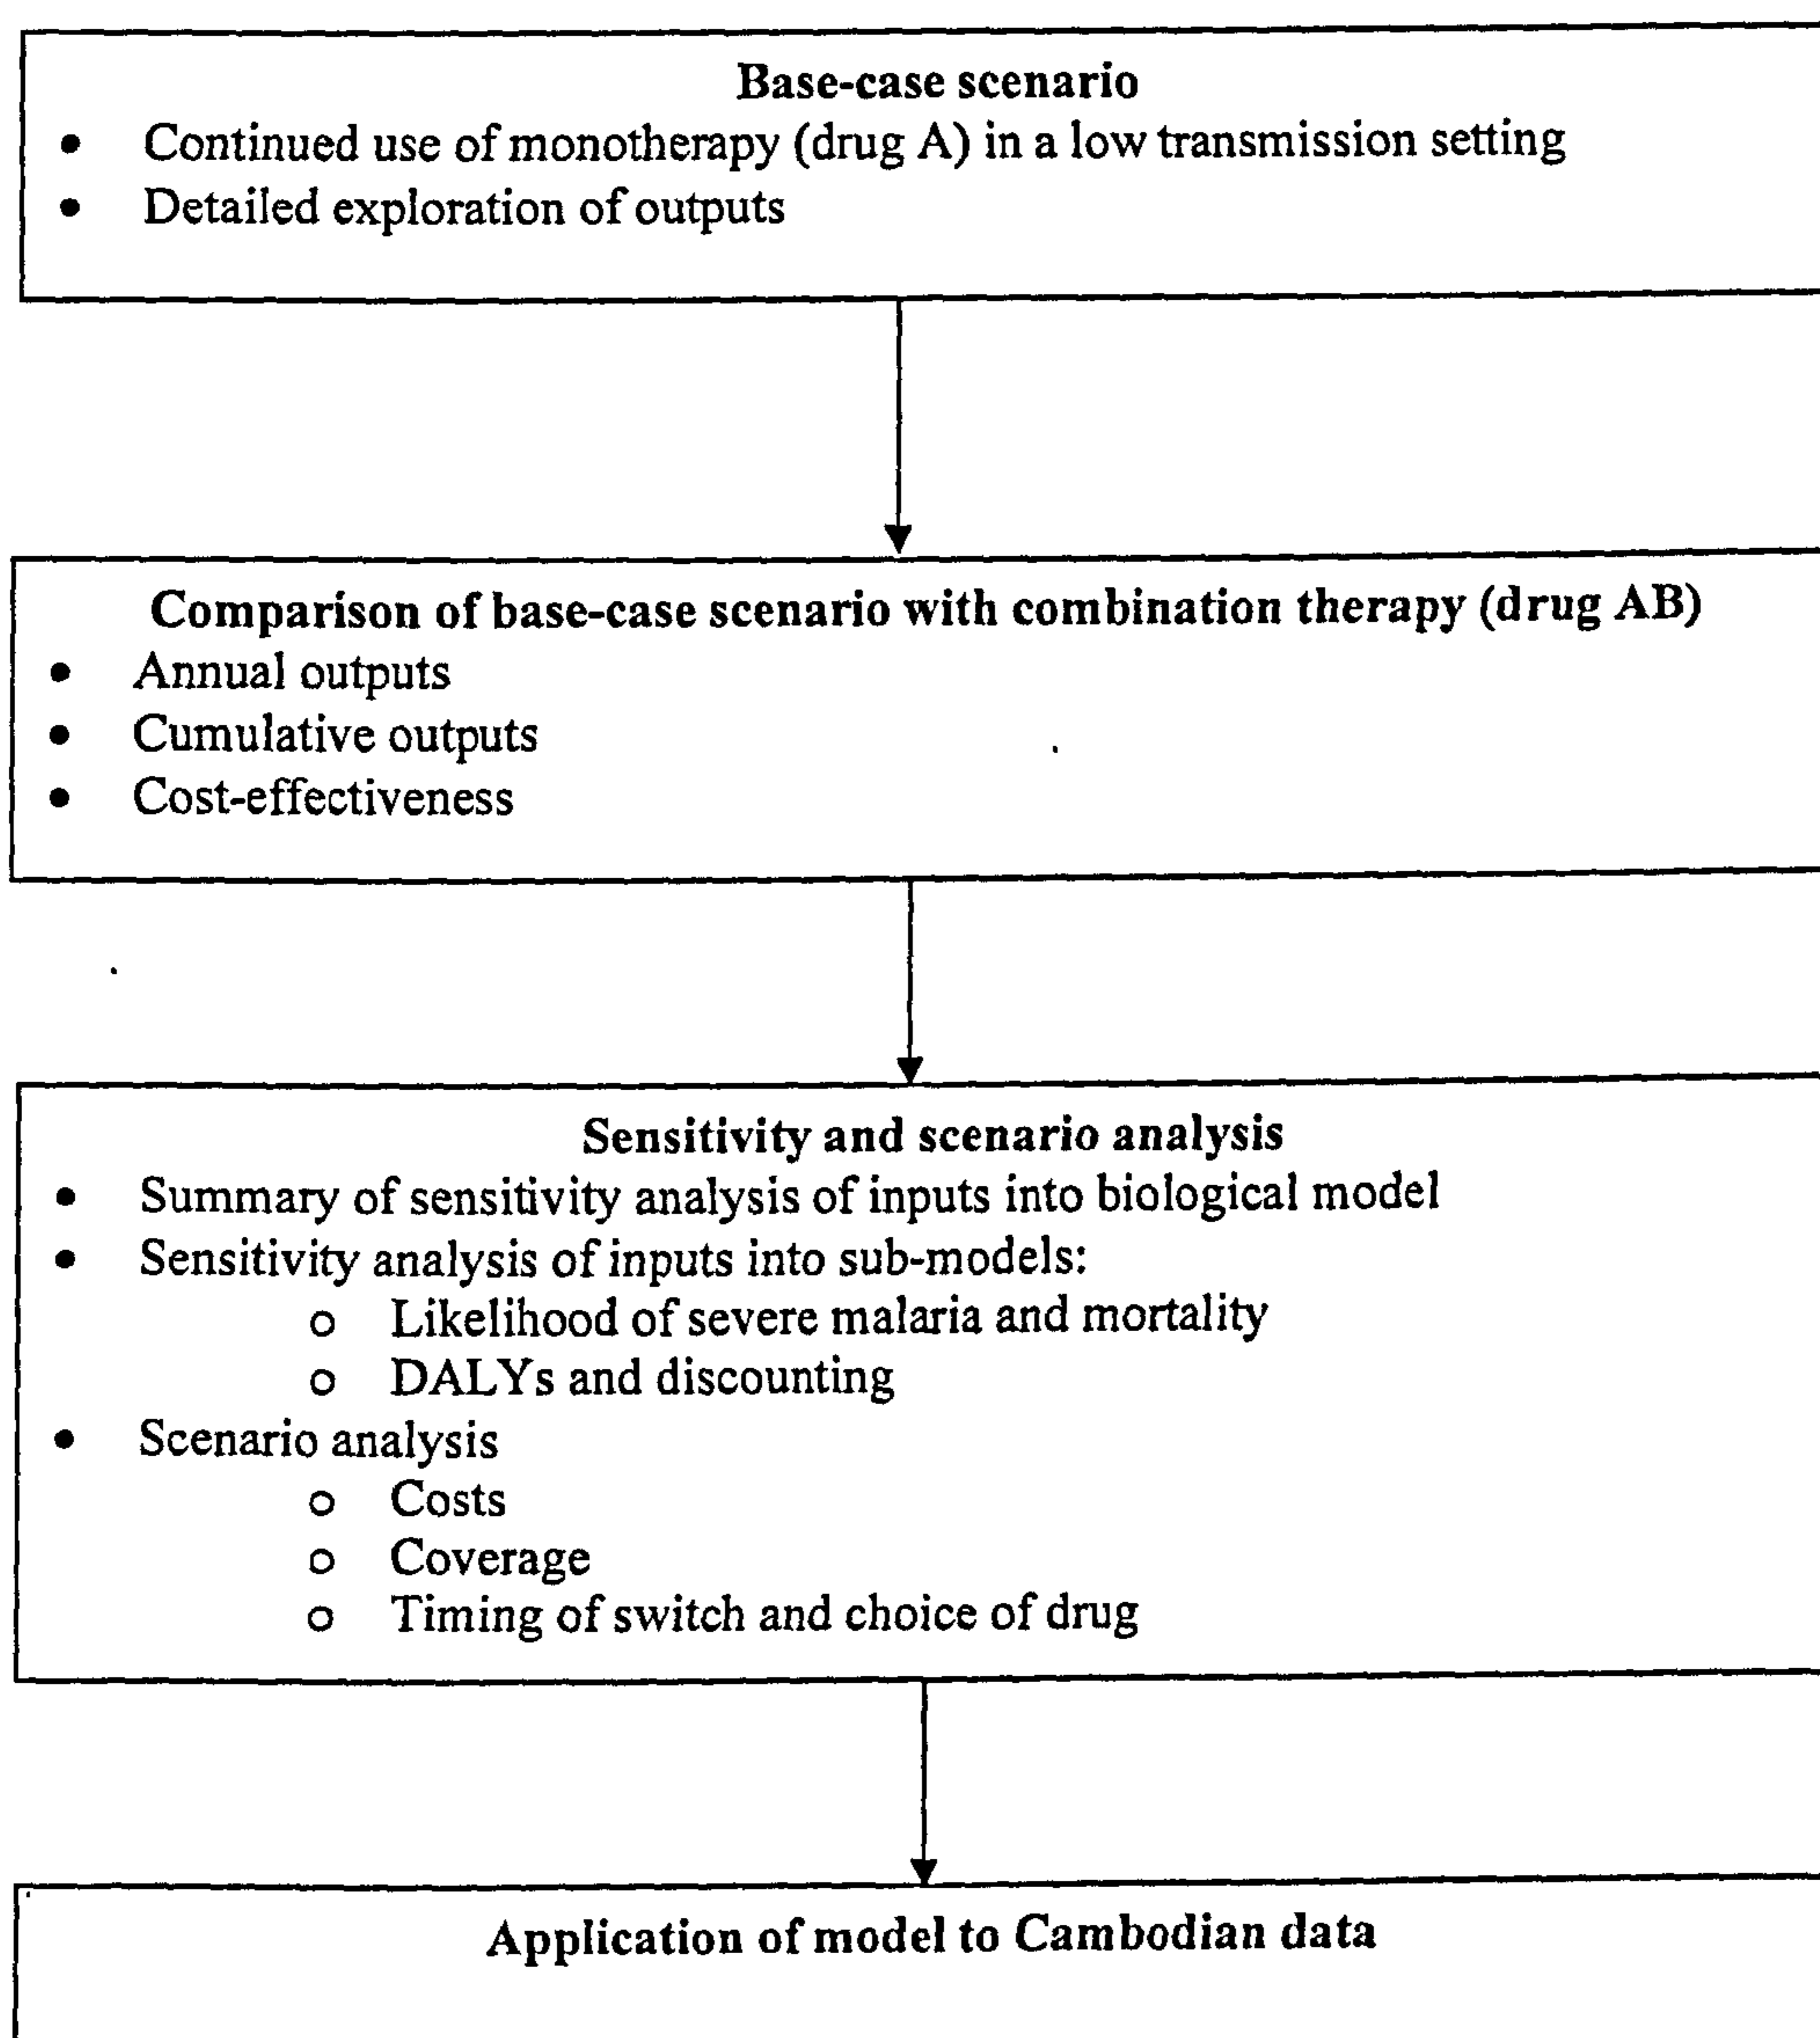 Base-case scenario
• Continued use of monotherapy (drug A) in a low transmission setting
• Detailed exploration of outputs
Comparison of base-case scenario with combination therapy (drug AB)
• Annual outputs
• Cumulative outputs
• Cost-effectiveness
Sensitivity and scenario analysis
• Summary of sensitivity analysis of inputs into biological model
• Sensitivity analysis of inputs into sub-models:
o Likelihood of severe malaria and mortality
o DALYs and discounting
• Scenario analysis
o Costs
o Coverage
o Timing of switch and choice of drug
Application of model to Cambodian data